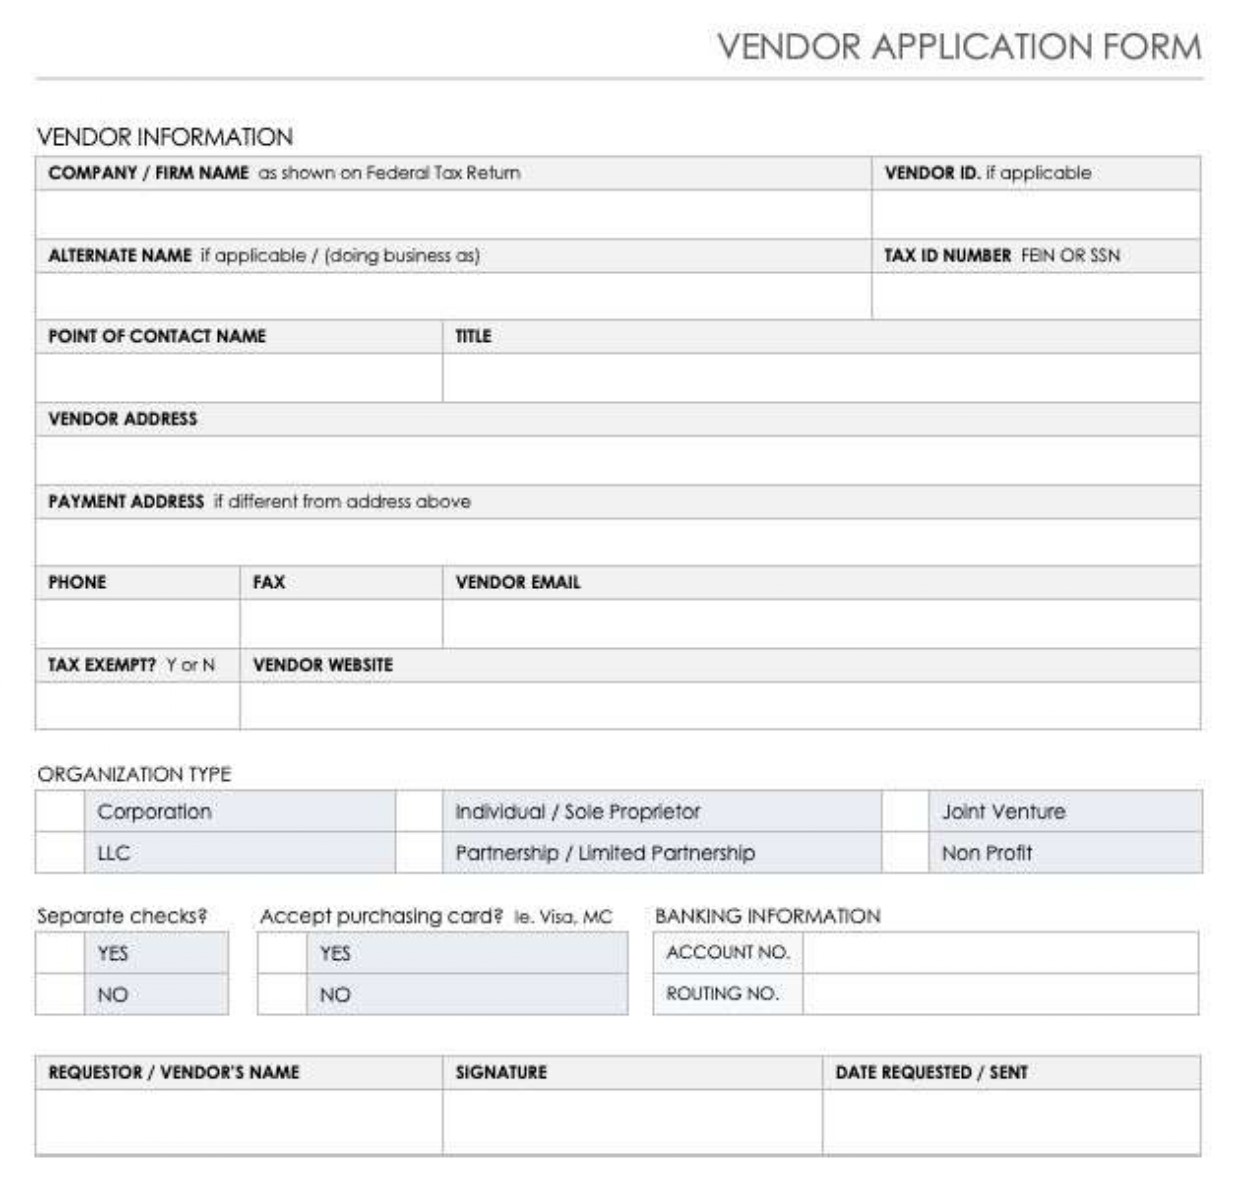 VENDOR APPLICATION FORM
VENDOR INFORMATION
COMPANY / FIRM NAME as shown on Federal Tax Return VENDOR ID. if applicable
ALTERNATE NAME if applicable / (doing business as) TAX ID NUMBER FEIN OR SSN
POINT OF CONTACT NAME TITLE
VENDOR ADDRESS
PAYMENT ADDRESS if different from address above
PHONE FAX VENDOR EMAIL
TAX EXEMPT? Y or N VENDOR WEBSITE
ORGANIZATION TYPE
Corporation Individual / Sole Proprietor Joint Venture
LLC Partnership / Limited Partnership Non Profit
Separate checks? Accept purchasing card? Ie. Visa, MC BANKING INFORMATION
YES YES ACCOUNT NO.
NO NO ROUTING NO.
REQUESTOR / VENDOR'S NAME SIGNATURE DATE REQUESTED / SENT